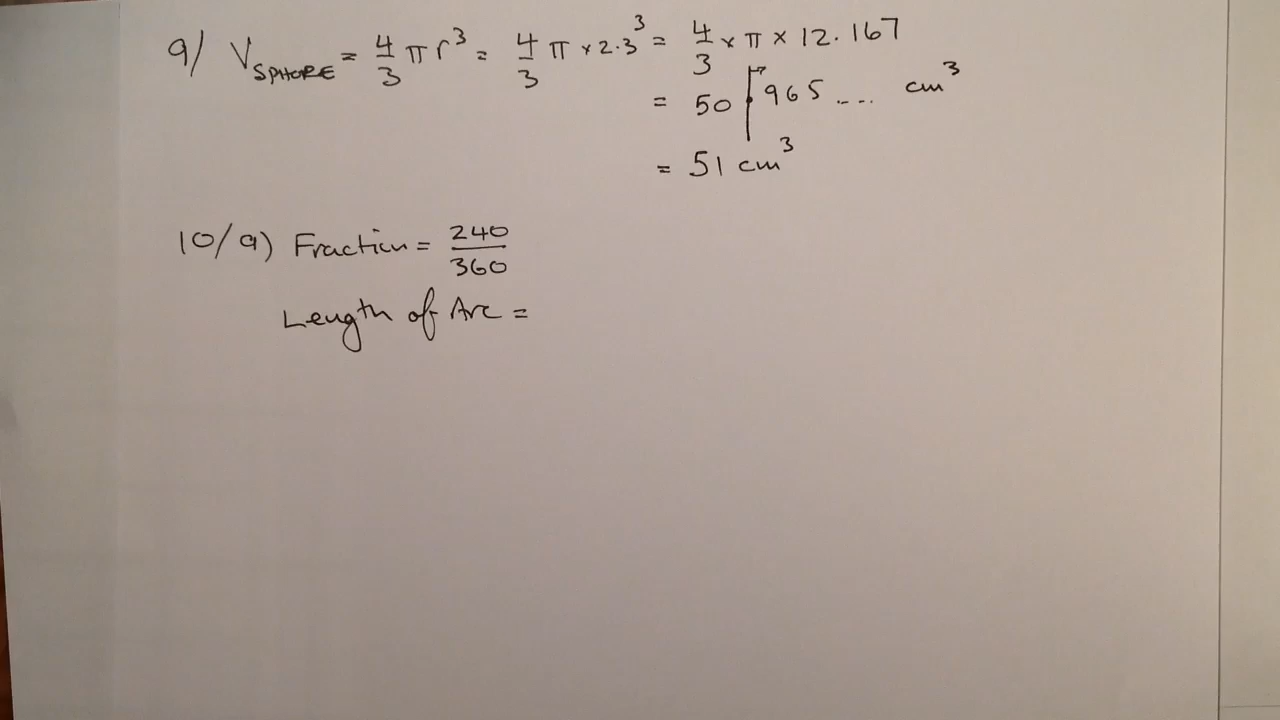 9/ V SPHERE = 4/3 π r³ = 4/3 π × 2.3³ = 4/3 × π × 12.167
= 50.965 .... cm³
= 51 cm³
10/a) Fraction = 240/360
Length of Arc =